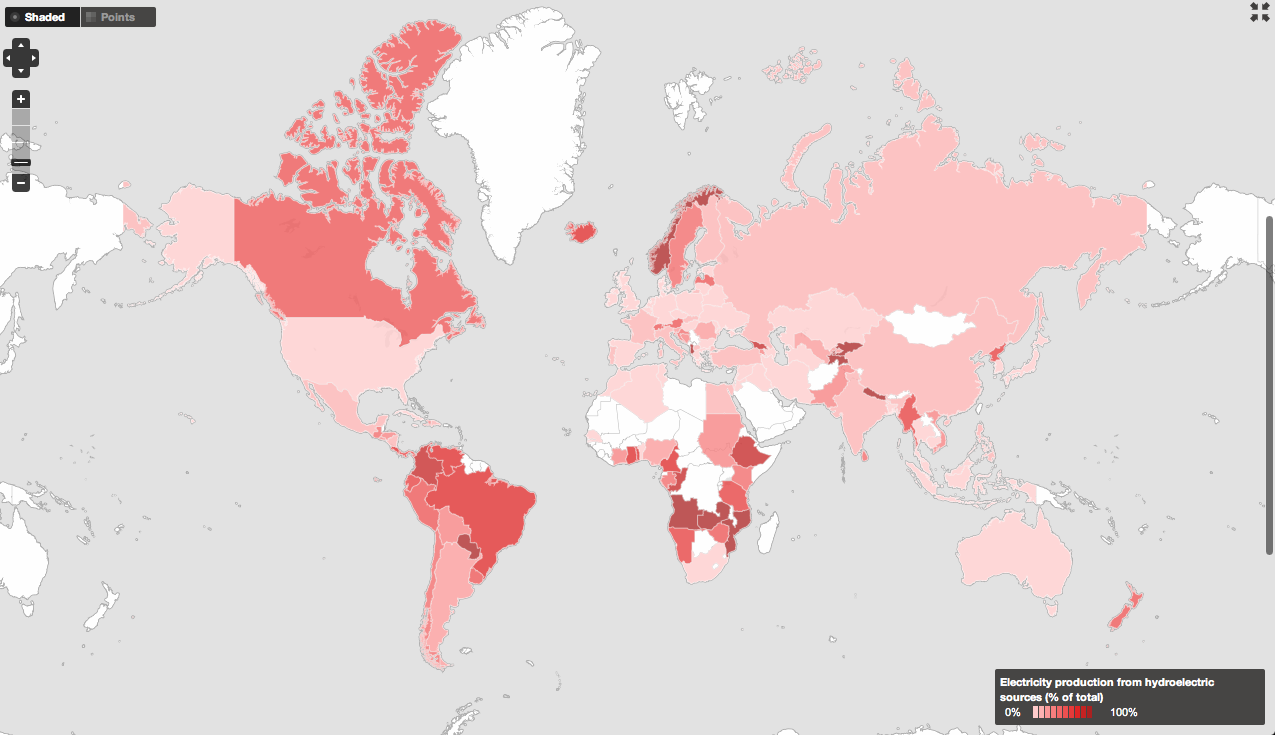 Shaded
Points
+
−
Electricity production from hydroelectric
sources (% of total)
0%
100%